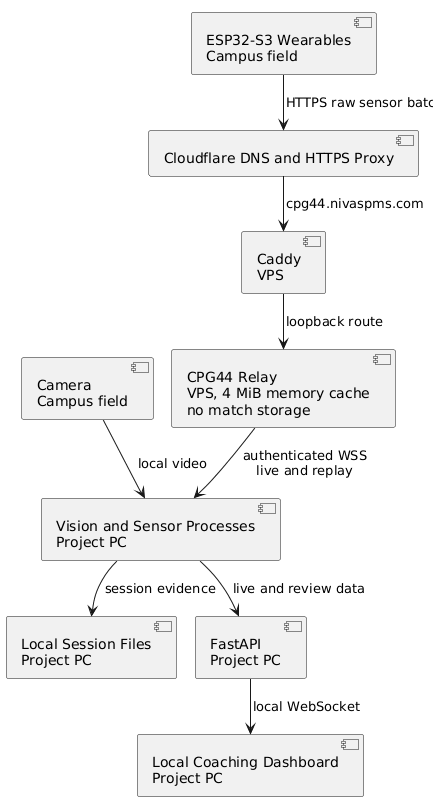 ESP32-S3 Wearables
Campus field
HTTPS raw sensor batc
Cloudflare DNS and HTTPS Proxy
cpg44.nivaspms.com
Caddy
VPS
loopback route
Camera
Campus field
CPG44 Relay
VPS, 4 MiB memory cache
no match storage
local video
authenticated WSS
live and replay
Vision and Sensor Processes
Project PC
session evidence
live and review data
Local Session Files
Project PC
FastAPI
Project PC
local WebSocket
Local Coaching Dashboard
Project PC